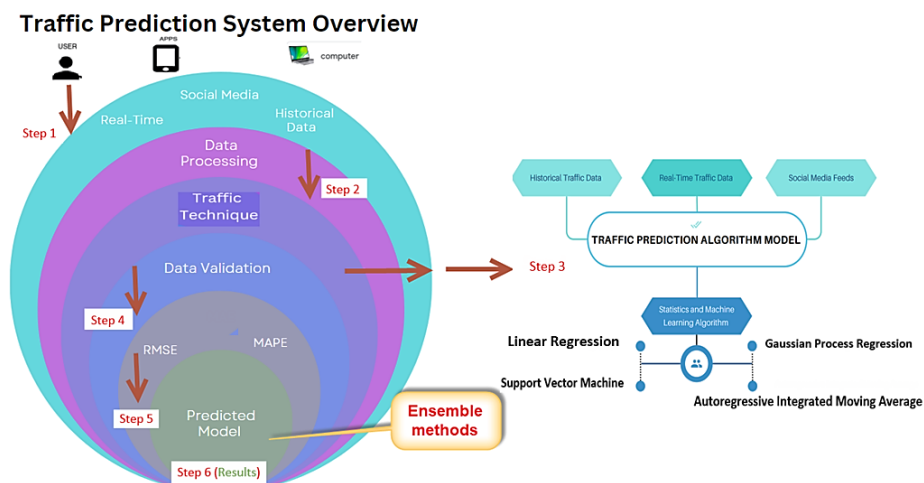 Traffic Prediction System Overview
USER
APPS
computer
Social Media
Real-Time
Historical
Data
Step 1
Data
Processing
Step 2
Traffic
Technique
Data Validation
Step 3
Step 4
RMSE
MAPE
Step 5
Predicted
Model
Ensemble
methods
Step 6 (Results)
Historical Traffic Data
Real-Time Traffic Data
Social Media Feeds
TRAFFIC PREDICTION ALGORITHM MODEL
Statistics and Machine
Learning Algorithm
Linear Regression
Gaussian Process Regression
Support Vector Machine
Autoregressive Integrated Moving Average